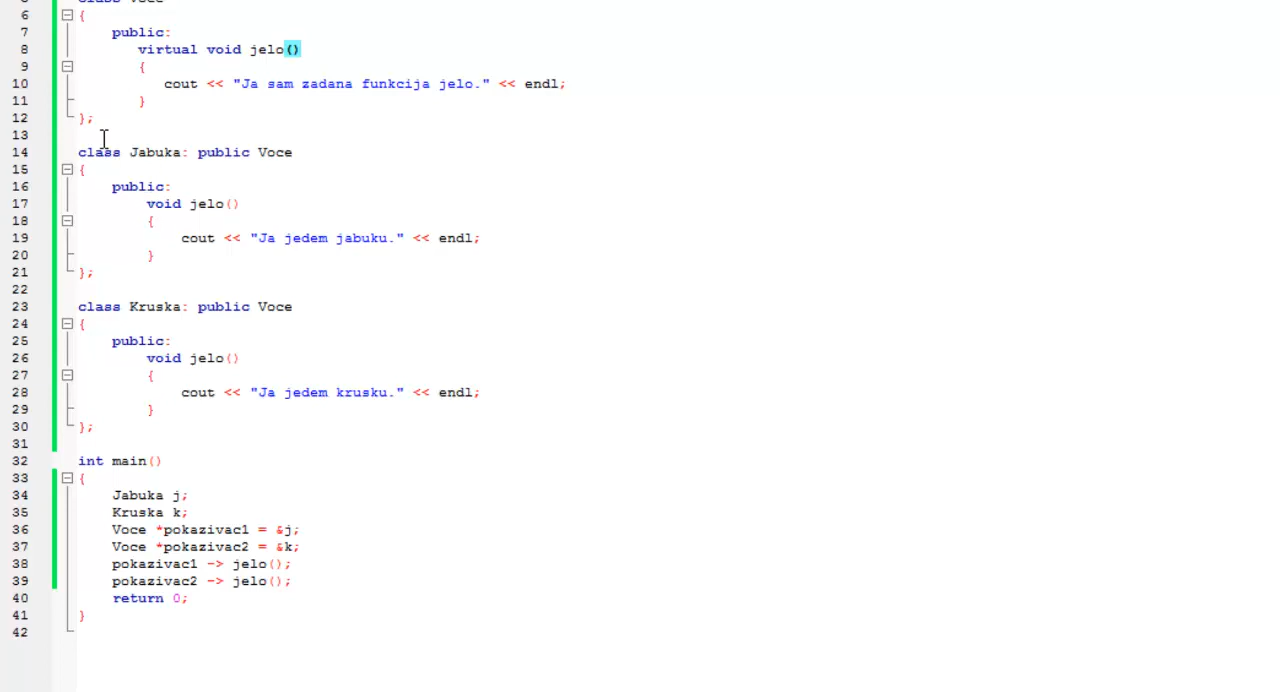 6 {
7 public:
8 virtual void jelo()
9 {
10 cout << "Ja sam zadana funkcija jelo." << endl;
11 }
12 };
13
14 class Jabuka: public Voce
15 {
16 public:
17 void jelo()
18 {
19 cout << "Ja jedem jabuku." << endl;
20 }
21 };
22
23 class Kruska: public Voce
24 {
25 public:
26 void jelo()
27 {
28 cout << "Ja jedem krusku." << endl;
29 }
30 };
31
32 int main()
33 {
34 Jabuka j;
35 Kruska k;
36 Voce *pokazivac1 = &j;
37 Voce *pokazivac2 = &k;
38 pokazivac1 -> jelo();
39 pokazivac2 -> jelo();
40 return 0;
41 }
42